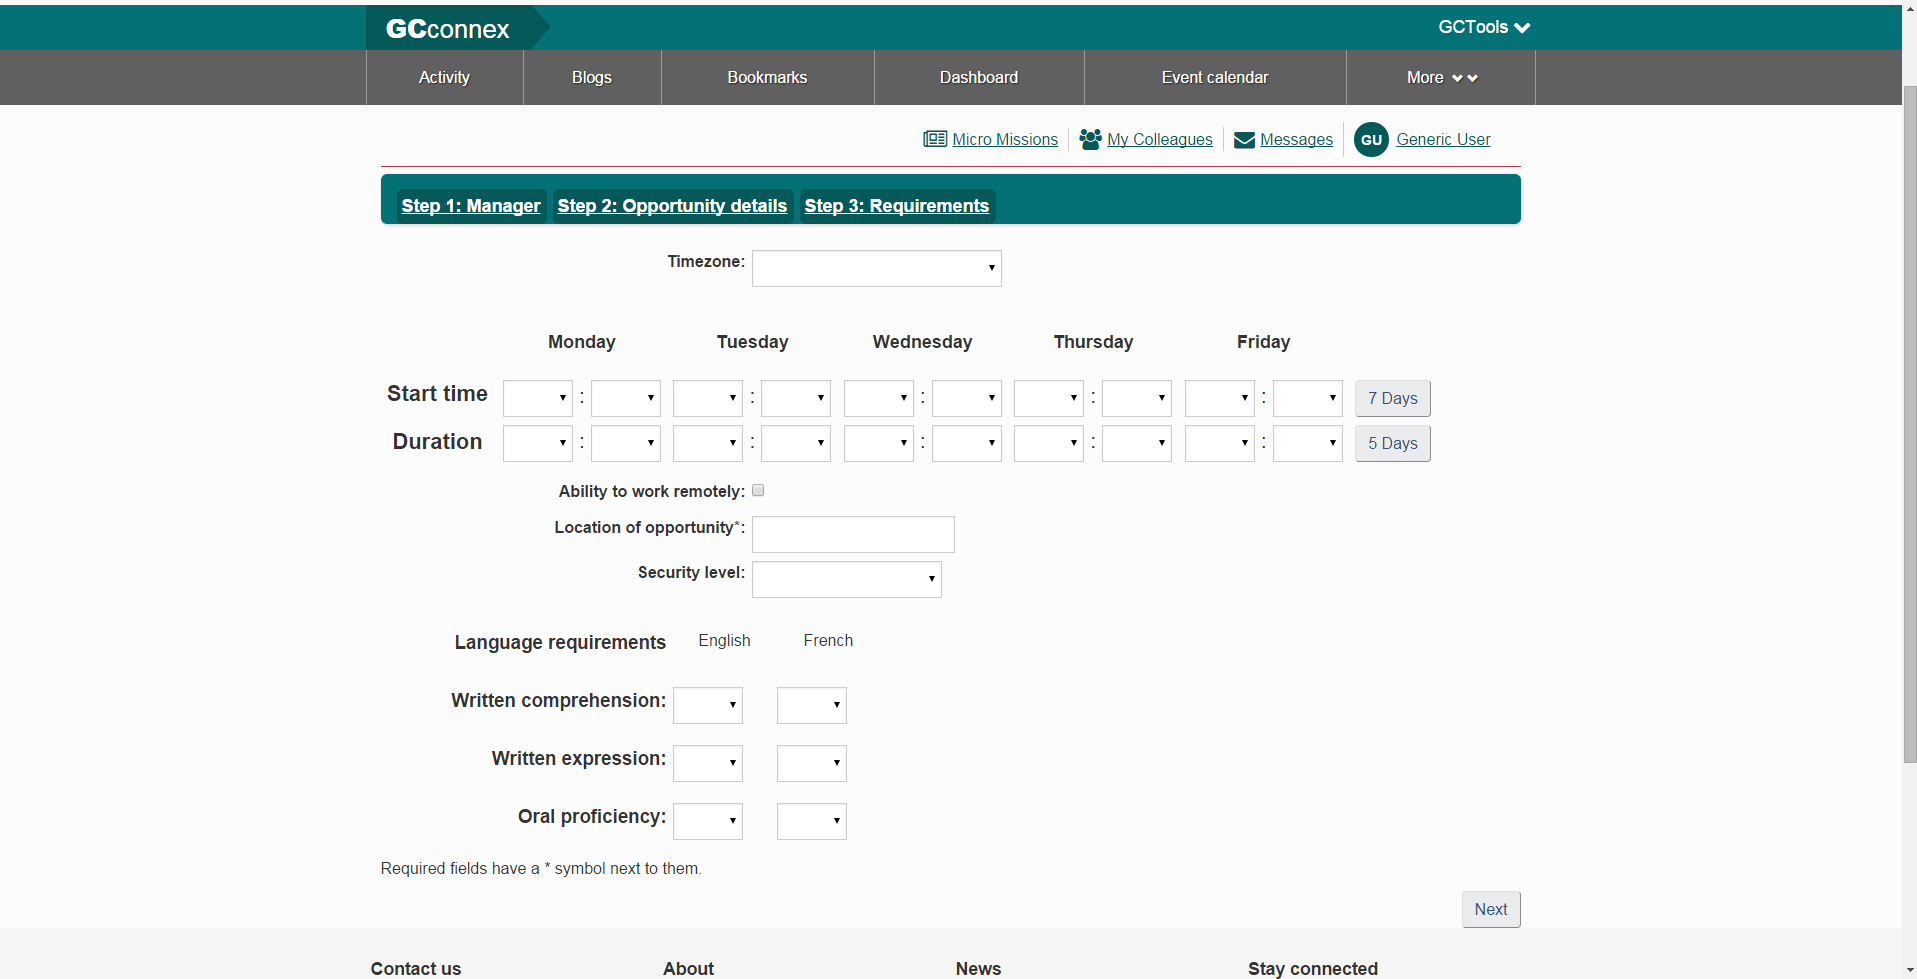 GCconnex
GCTools
Activity
Blogs
Bookmarks
Dashboard
Event calendar
More
Micro Missions
My Colleagues
Messages
GU
Generic User
Step 1: Manager
Step 2: Opportunity details
Step 3: Requirements
Timezone:
Monday
Tuesday
Wednesday
Thursday
Friday
Start time
:
:
:
:
:
7 Days
Duration
:
:
:
:
:
5 Days
Ability to work remotely:
Location of opportunity*:
Security level:
Language requirements
English
French
Written comprehension:
Written expression:
Oral proficiency:
Required fields have a * symbol next to them.
Next
Contact us
About
News
Stay connected